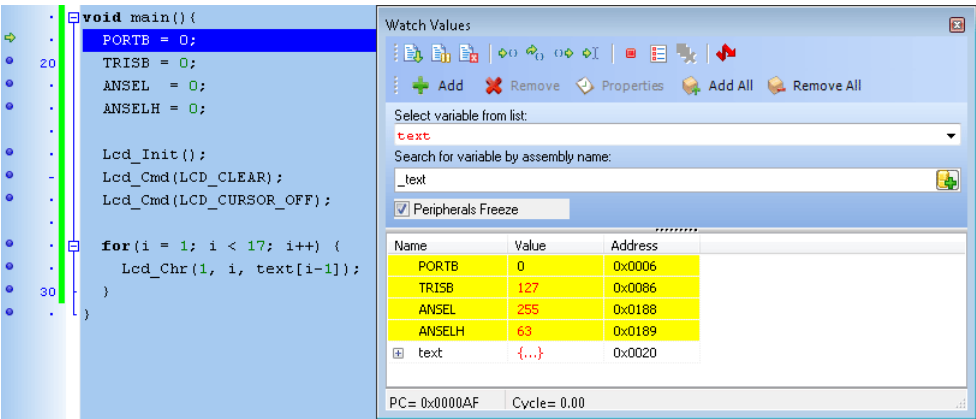 void main(){
PORTB = 0;
20 TRISB = 0;
ANSEL  = 0;
ANSELH = 0;
Lcd_Init();
Lcd_Cmd(LCD_CLEAR);
Lcd_Cmd(LCD_CURSOR_OFF);
for(i = 1; i < 17; i++) {
Lcd_Chr(1, i, text[i-1]);
30 }
}
Watch Values
Add Remove Properties Add All Remove All
Select variable from list:
text
Search for variable by assembly name:
_text
Peripherals Freeze
Name Value Address
PORTB 0 0x0006
TRISB 127 0x0086
ANSEL 255 0x0188
ANSELH 63 0x0189
text {...} 0x0020
PC= 0x0000AF Cycle= 0.00